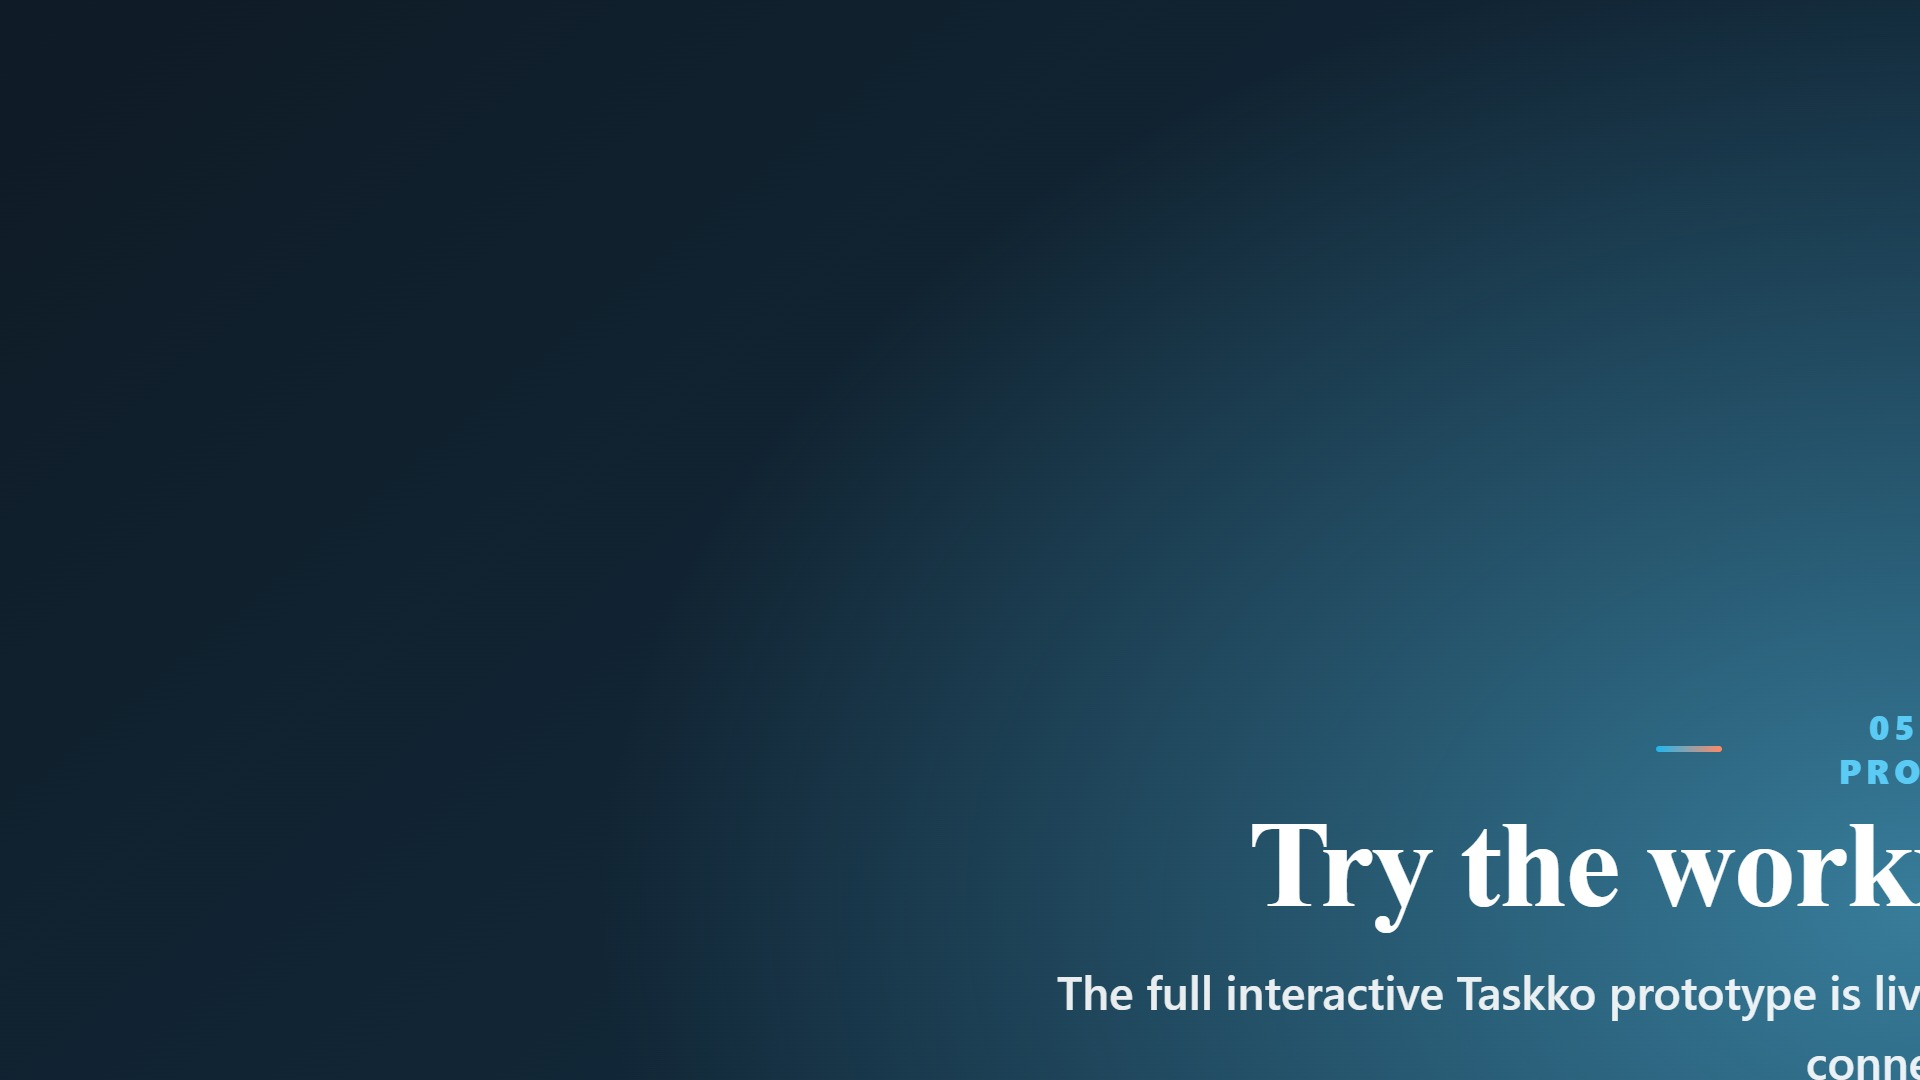 05
PRO
Try the work
The full interactive Taskko prototype is liv
conne